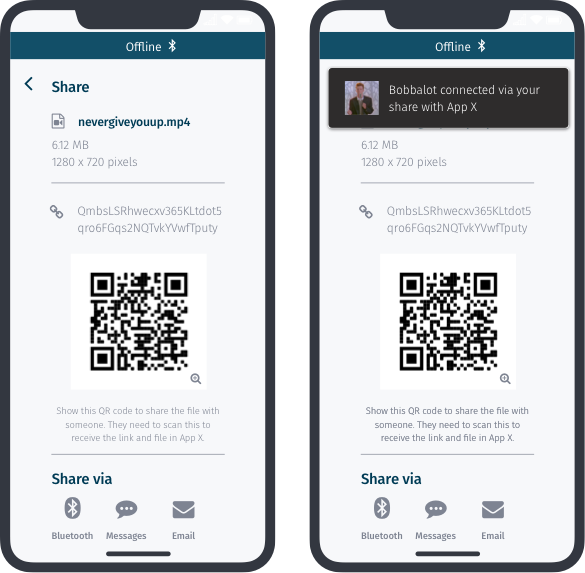 Offline
Share
nevergiveyouup.mp4
6.12 MB
1280 x 720 pixels
QmbsLSRhwecxv365KLtdot5
qro6FGqs2NQTvkYVwfTputy
Show this QR code to share the file with
someone. They need to scan this to
receive the link and file in App X.
Share via
Bluetooth Messages Email
Offline
Bobbalot connected via your
share with App X
6.12 MB
1280 x 720 pixels
QmbsLSRhwecxv365KLtdot5
qro6FGqs2NQTvkYVwfTputy
Show this QR code to share the file with
someone. They need to scan this to
receive the link and file in App X.
Share via
Bluetooth Messages Email